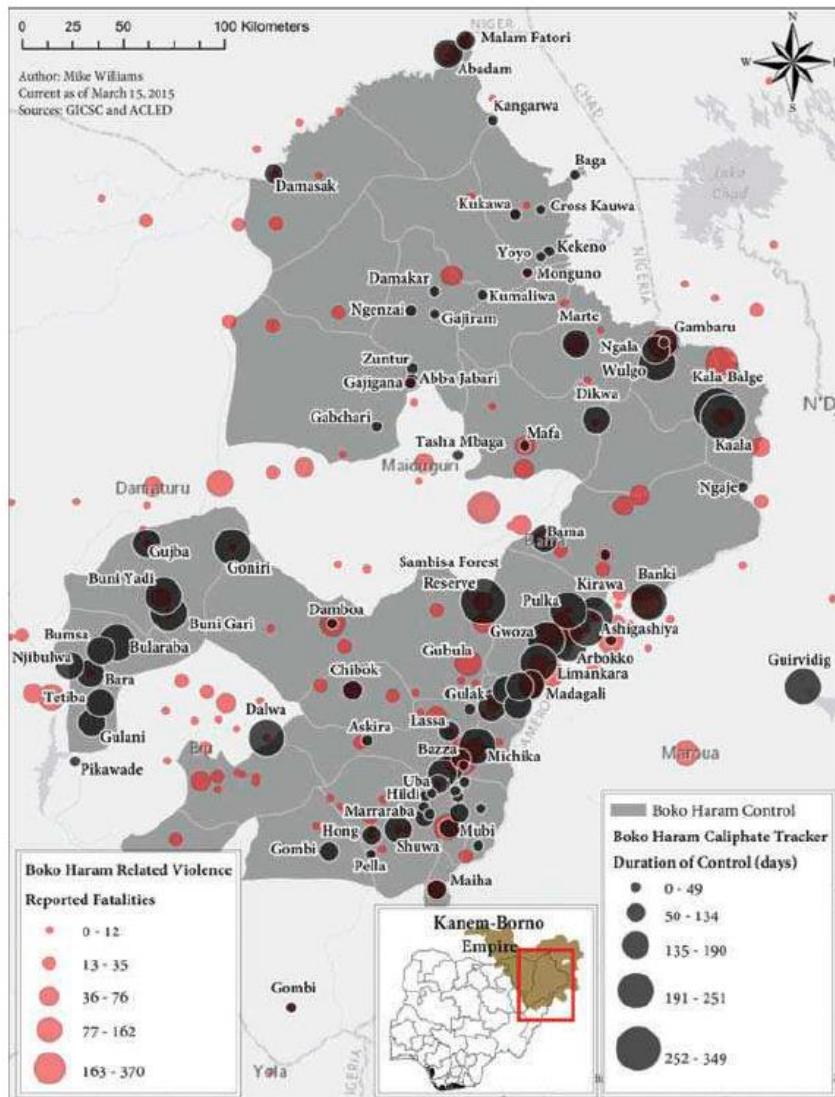 0 25 50 100 Kilometers
Author: Mike Williams
Current as of March 15, 2015
Sources: GICSC and ACLED
NIGER
CHAD
N
W E
S
Malam Fatori
Abadam
Kangarwa
Baga
Lake
Chad
Damasak
Kukawa
Cross Kauwa
NIGERIA
Kekeno
Yoyo
Monguno
Damakar
Kumaliwa
Ngenzai
Gajiram
Marte
Gambaru
Ngala
Wulgo
Zuntur
Abba Jabari
Gajigana
Kala Balge
N'D
Dikwa
Gabchari
Mafa
Kaala
Tasha Mbaga
Maiduguri
Ngaje
Damaturu
Bama
Gujba
Goniri
Sambisa Forest
Reserve
Banki
Kirawa
Buni Yadi
Pulka
Buni Gari
Damboa
Ashigashiya
Gwoza
Bumsa
Bularaba
Arbokko
Njibulwa
Gubula
Limankara
Guirvidig
Bara
Chibok
Madagali
Gulak
Tetiba
CAMEROON
Lassa
Dalwa
Gulani
Askira
Bazza
Michika
Maroua
Biu
Pikawade
Uba
Hildi
Marraraba
Hong
Mubi
Shuwa
Gombi
Pella
Maiha
Boko Haram Related Violence
Reported Fatalities
0 - 12
13 - 35
36 - 76
77 - 162
163 - 370
Gombi
Yola
NIGERIA
Kanem-Borno
Empire
Boko Haram Control
Boko Haram Caliphate Tracker
Duration of Control (days)
0 - 49
50 - 134
135 - 190
191 - 251
252 - 349